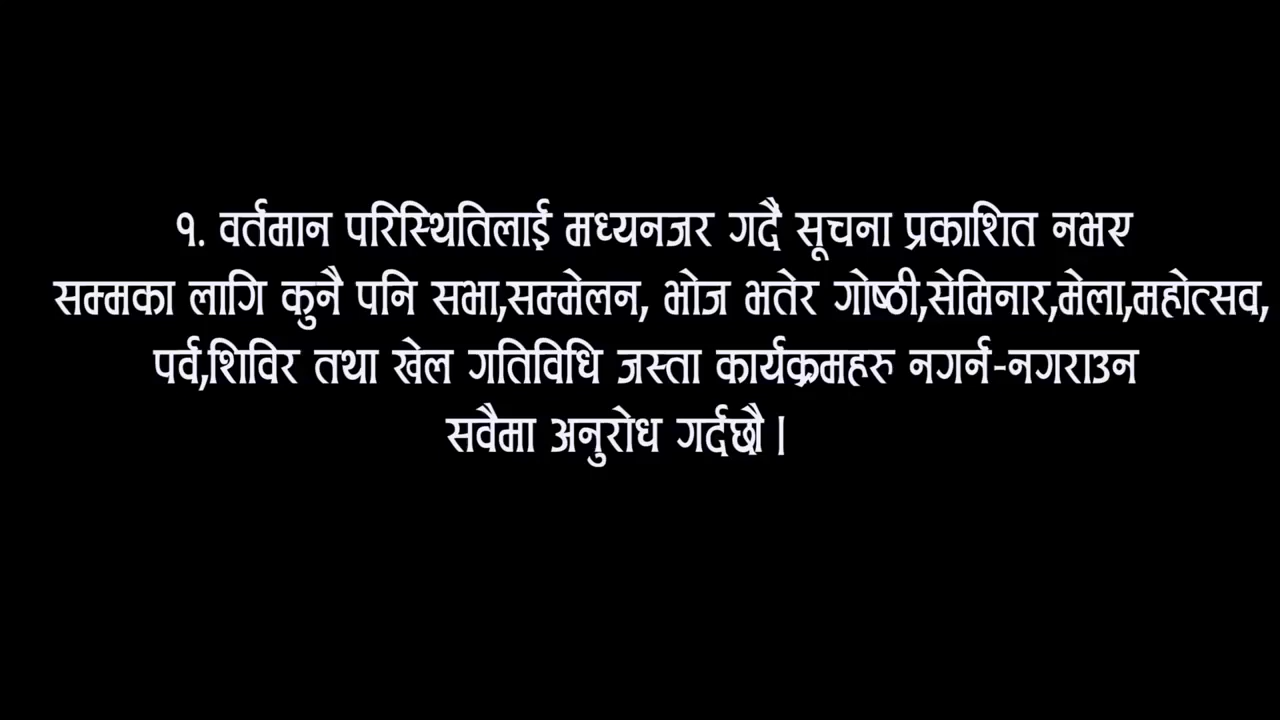 १. वर्तमान परिस्थितिलाई मध्यनजर गर्दै सूचना प्रकाशित नभए
सम्मका लागि कुनै पनि सभा,सम्मेलन, भोज भतेर गोष्ठी,सेमिनार,मेला,महोत्सव,
पर्व,शिविर तथा खेल गतिविधि जस्ता कार्यक्रमहरु नगर्न-नगराउन
सवैमा अनुरोध गर्दछौ ।